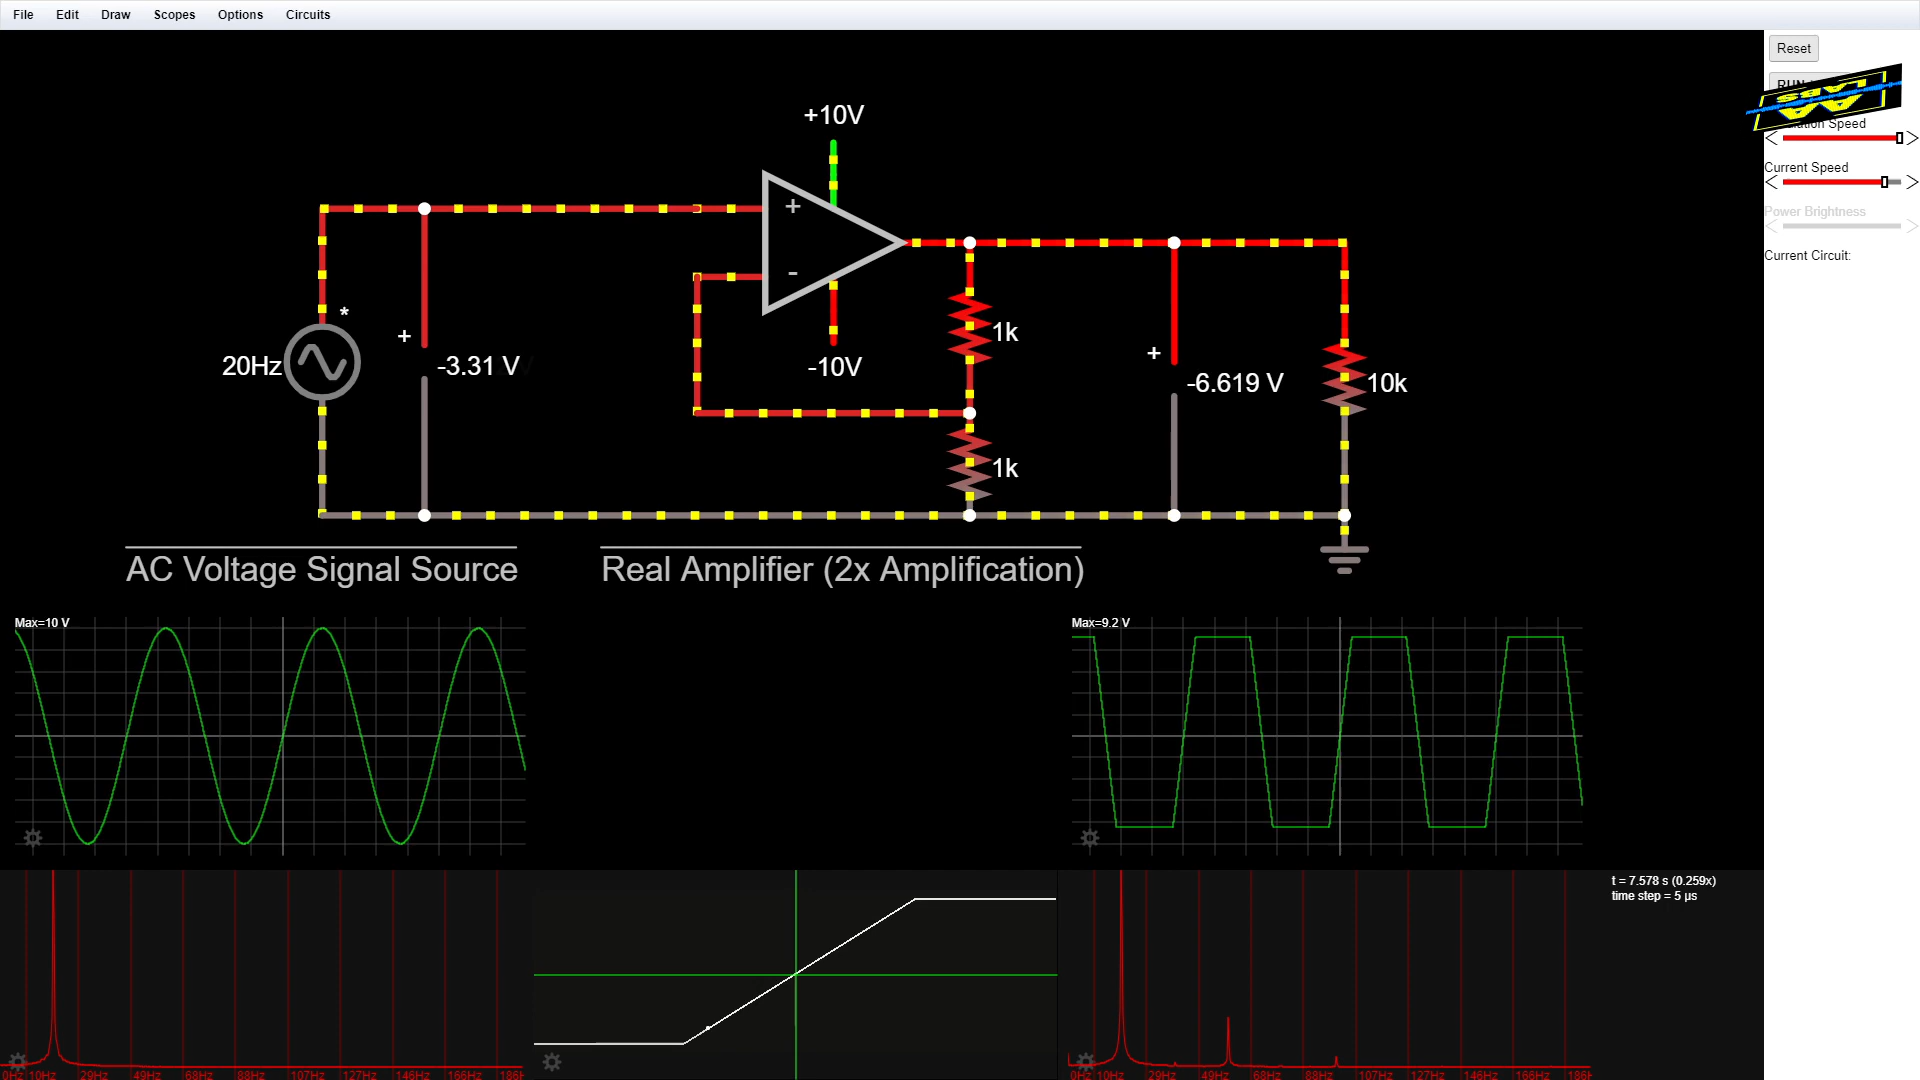 File Edit Draw Scopes Options Circuits
Reset
Speed
Current Speed
Power Brightness
Current Circuit:
+10V
+
-
-10V
20Hz
*
+
-3.31 V
1k
1k
+
-6.619 V
10k
AC Voltage Signal Source
Real Amplifier (2x Amplification)
Max=10 V
Max=9.2 V
t = 7.578 s (0.259x)
time step = 5 µs
0Hz 10Hz 29Hz 49Hz 68Hz 88Hz 107Hz 127Hz 146Hz 166Hz
0Hz 10Hz 29Hz 49Hz 68Hz 88Hz 107Hz 127Hz 146Hz 166Hz